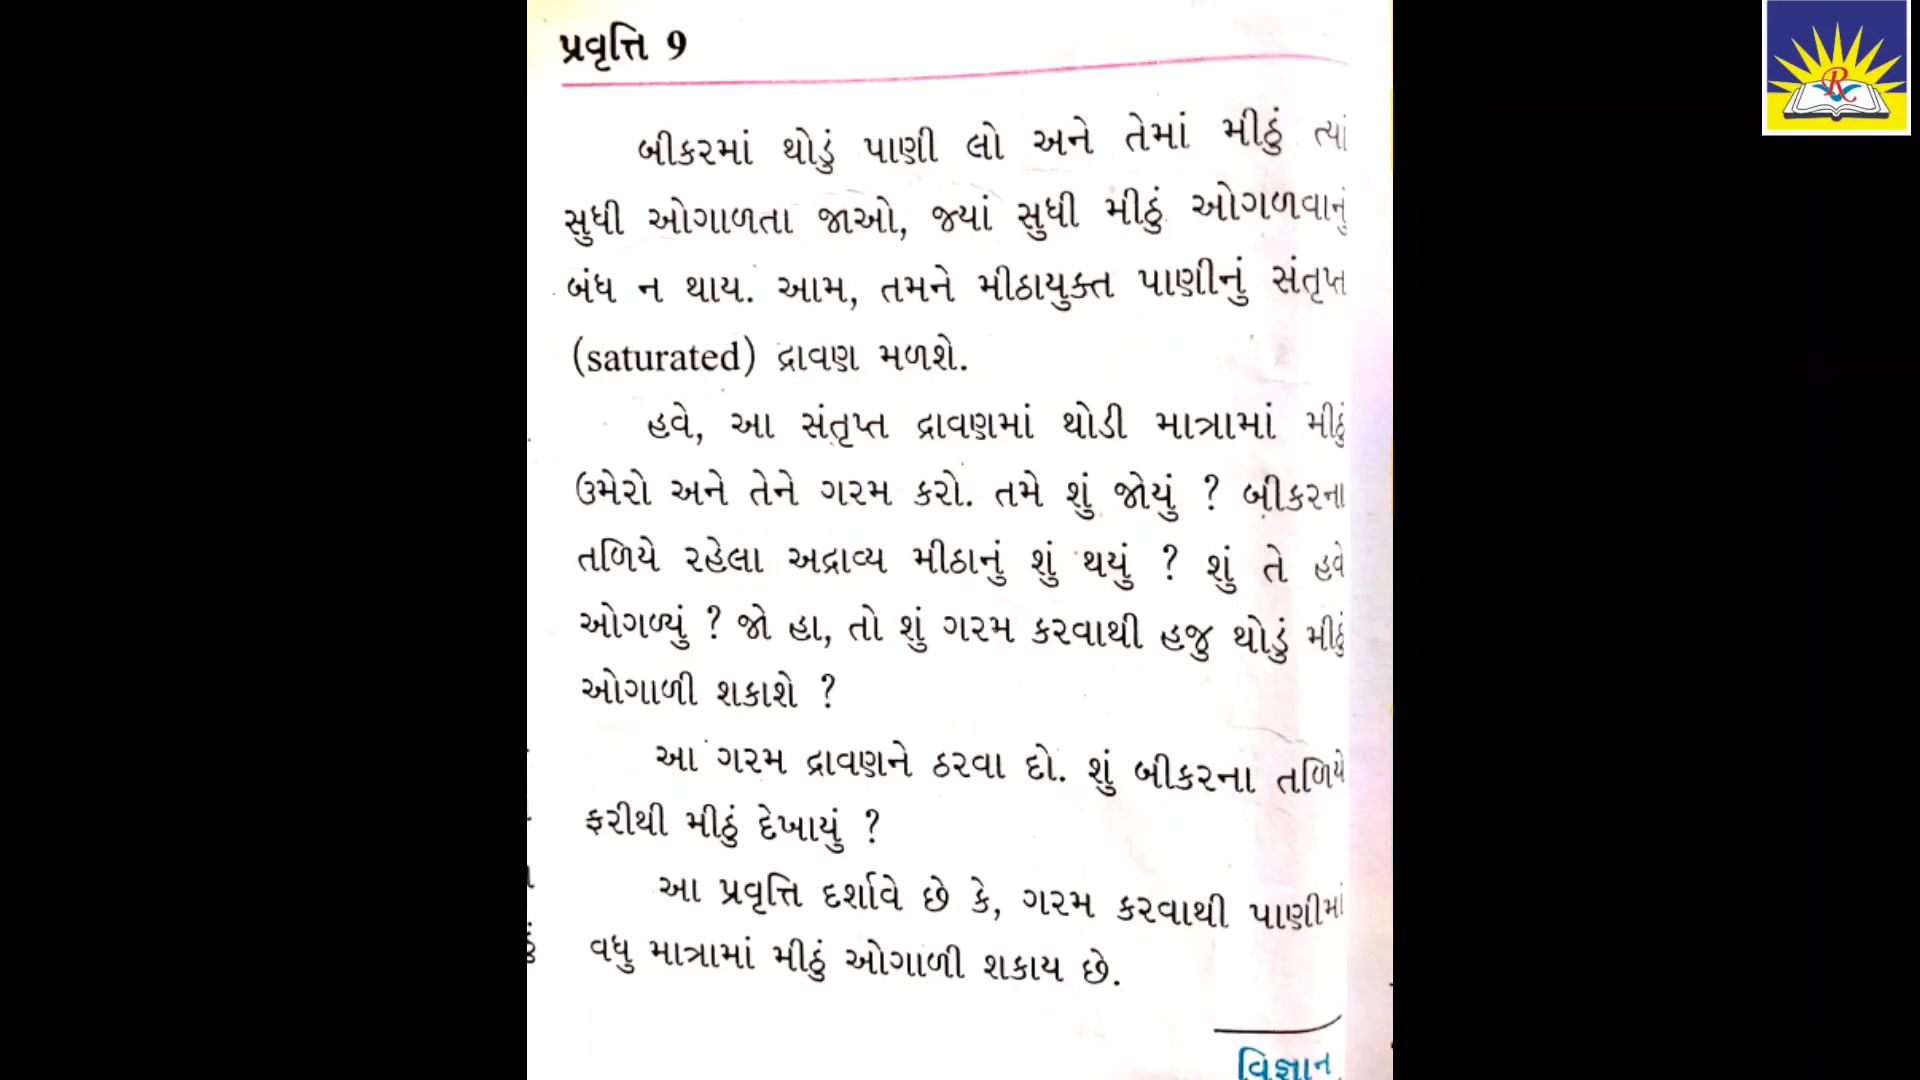 પ્રવૃત્તિ 9
બીકરમાં થોડું પાણી લો અને તેમાં મીઠું ત્યાં
સુધી ઓગાળતા જાઓ, જ્યાં સુધી મીઠું ઓગળવાનું
બંધ ન થાય. આમ, તમને મીઠાયુક્ત પાણીનું સંતૃપ્ત
(saturated) દ્રાવણ મળશે.
હવે, આ સંતૃપ્ત દ્રાવણમાં થોડી માત્રામાં મીઠું
ઉમેરો અને તેને ગરમ કરો. તમે શું જોયું ? બીકરના
તળિયે રહેલા અદ્રાવ્ય મીઠાનું શું થયું ? શું તે હવે
ઓગળ્યું ? જો હા, તો શું ગરમ કરવાથી હજુ થોડું મીઠું
ઓગાળી શકાશે ?
આ ગરમ દ્રાવણને ઠરવા દો. શું બીકરના તળિયે
ફરીથી મીઠું દેખાયું ?
આ પ્રવૃત્તિ દર્શાવે છે કે, ગરમ કરવાથી પાણીમાં
વધુ માત્રામાં મીઠું ઓગાળી શકાય છે.
વિજ્ઞાન